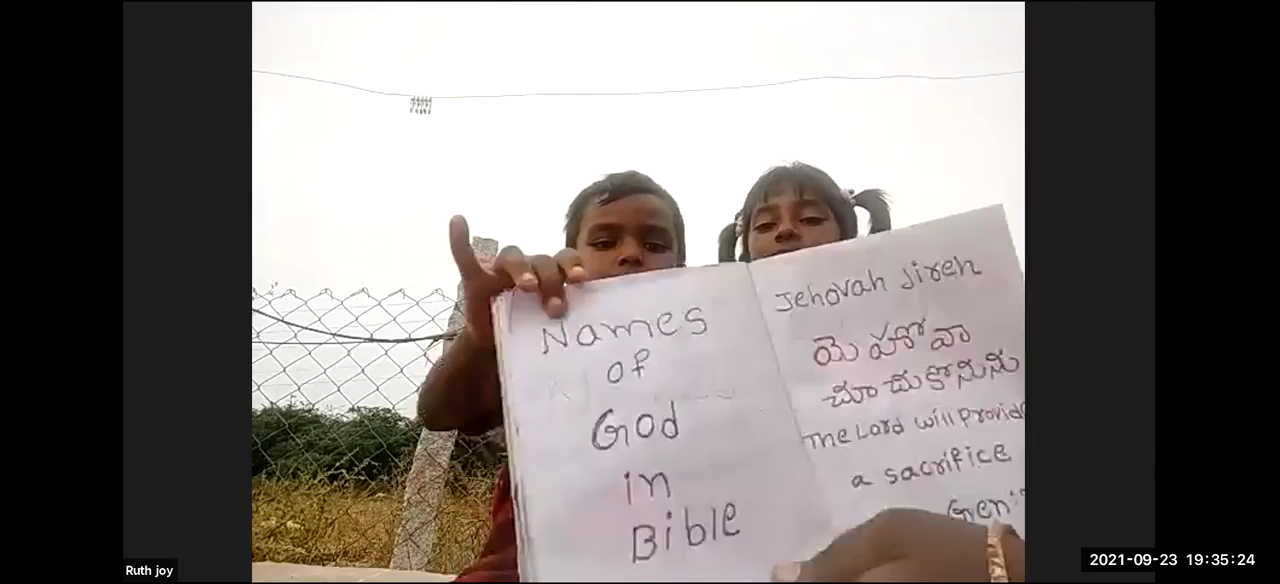 Names
of
God
in
Bible
Jehovah Jireh
యెహోవా
చూచుకొనును
The Lord will provide
a sacrifice
Gen:
Ruth joy
2021-09-23 19:35:24